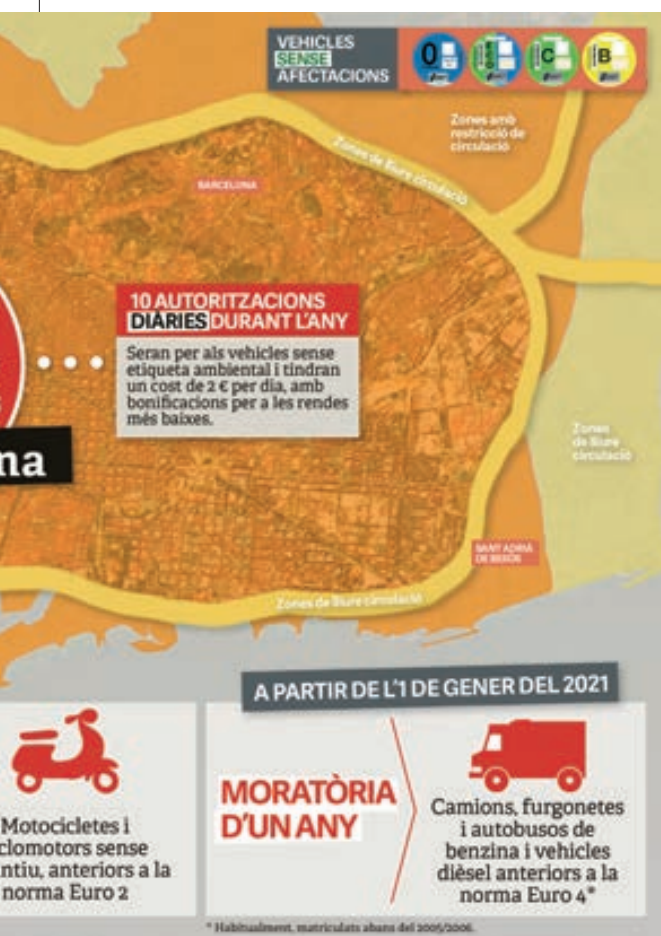 VEHICLES
SENSE
AFECTACIONS
0
C
B
Zones amb
restricció de
circulació
Zones de lliure circulació
BARCELONA
10 AUTORITZACIONS
DIÀRIES DURANT L'ANY
Seran per als vehicles sense
etiqueta ambiental i tindran
un cost de 2 € per dia, amb
bonificacions per a les rendes
més baixes.
na
Zones
de lliure
circulació
SANT ADRIÀ
DE BESÒS
Zones de lliure circulació
A PARTIR DE L'1 DE GENER DEL 2021
Motocicletes i
clomotors sense
ntiu, anteriors a la
norma Euro 2
MORATÒRIA
D'UN ANY
Camions, furgonetes
i autobusos de
benzina i vehicles
dièsel anteriors a la
norma Euro 4*
* Habitualment, matriculats abans del 2005/2006.